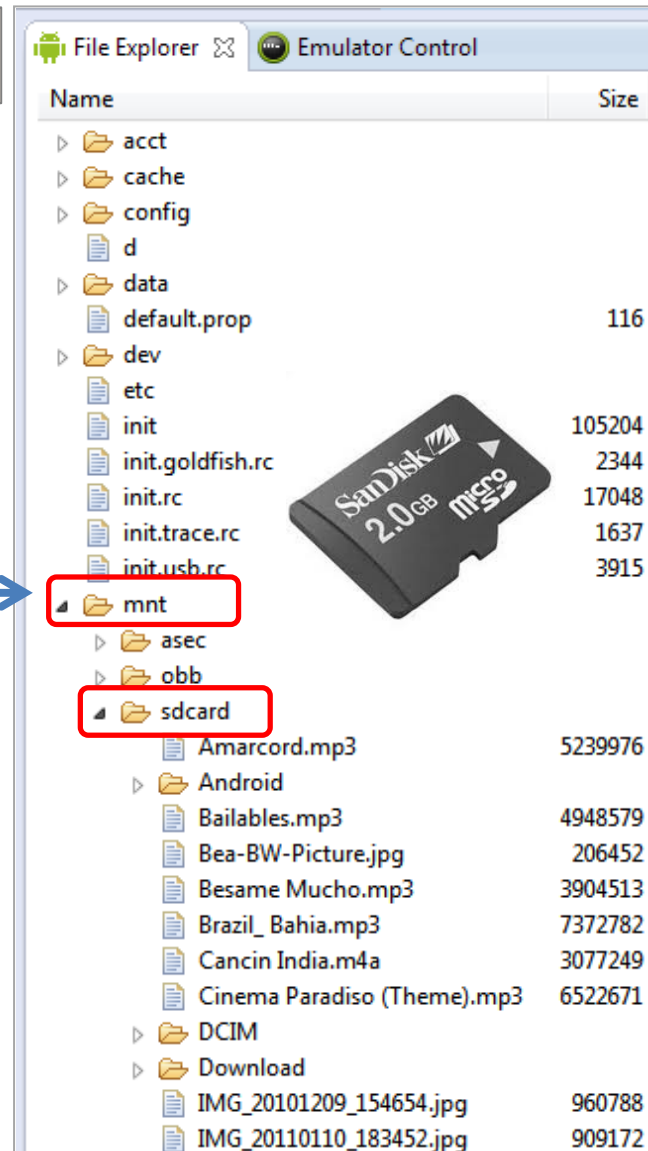 File Explorer Emulator Control
Name Size
acct
cache
config
d
data
default.prop 116
dev
etc
init 105204
init.goldfish.rc 2344
init.rc 17048
init.trace.rc 1637
init.usb.rc 3915
SanDisk
2.0GB micro
mnt
asec
obb
sdcard
Amarcord.mp3 5239976
Android
Bailables.mp3 4948579
Bea-BW-Picture.jpg 206452
Besame Mucho.mp3 3904513
Brazil_ Bahia.mp3 7372782
Cancin India.m4a 3077249
Cinema Paradiso (Theme).mp3 6522671
DCIM
Download
IMG_20101209_154654.jpg 960788
IMG_20110110_183452.jpg 909172